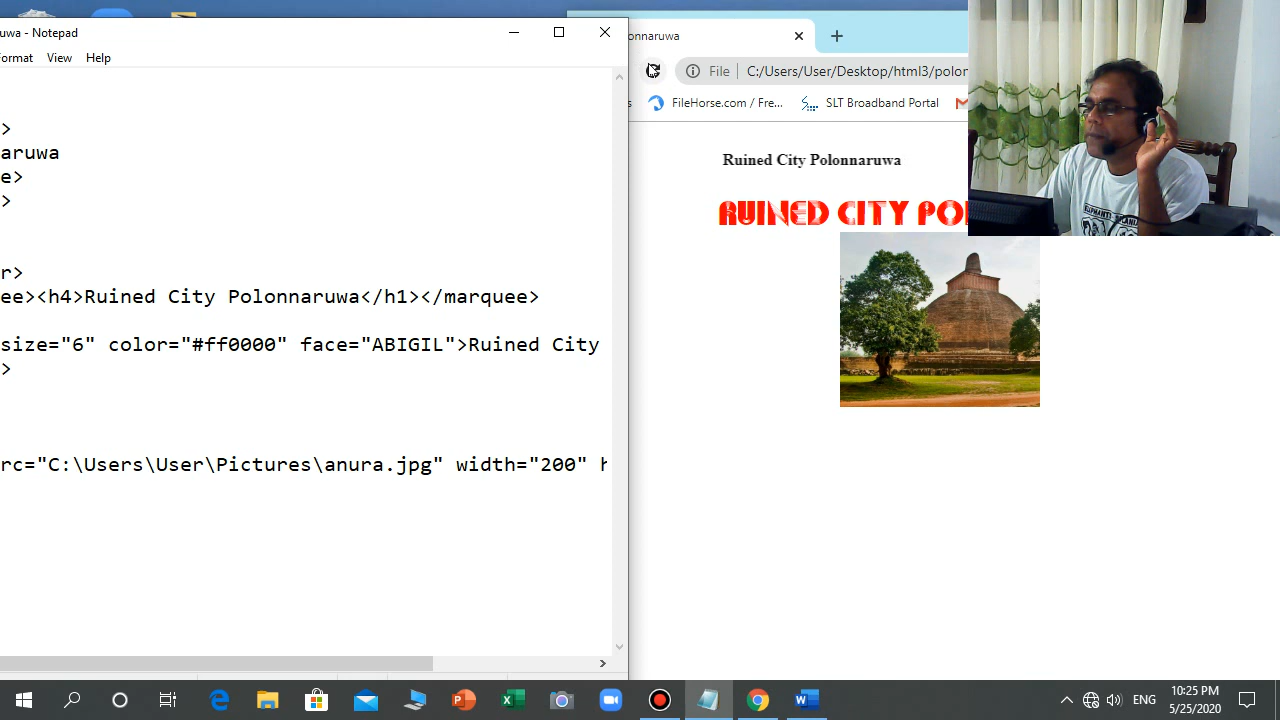 uwa - Notepad
ormat View Help
>
aruwa
e>
>
r>
ee><h4>Ruined City Polonnaruwa</h1></marquee>
size="6" color="#ff0000" face="ABIGIL">Ruined City
>
rc="C:\Users\User\Pictures\anura.jpg" width="200" h
onnaruwa
File C:/Users/User/Desktop/html3/polon
s FileHorse.com / Fre... SLT Broadband Portal
Ruined City Polonnaruwa
RUINED CITY POL
ENG
10:25 PM
5/25/2020